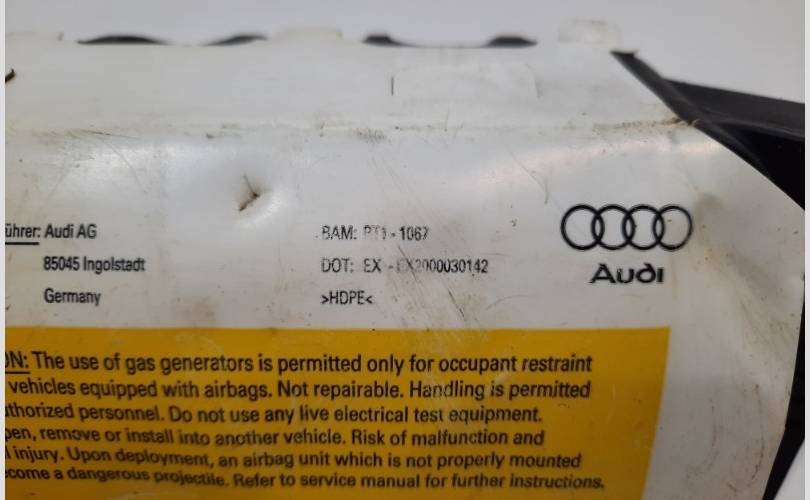 ührer: Audi AG
85045 Ingolstadt
Germany
BAM: PT1-1067
DOT: EX - EX2000030142
>HDPE<
Audi
ON: The use of gas generators is permitted only for occupant restraint
vehicles equipped with airbags. Not repairable. Handling is permitted
uthorized personnel. Do not use any live electrical test equipment.
pen, remove or install into another vehicle. Risk of malfunction and
l injury. Upon deployment, an airbag unit which is not properly mounted
come a dangerous projectile. Refer to service manual for further instructions.